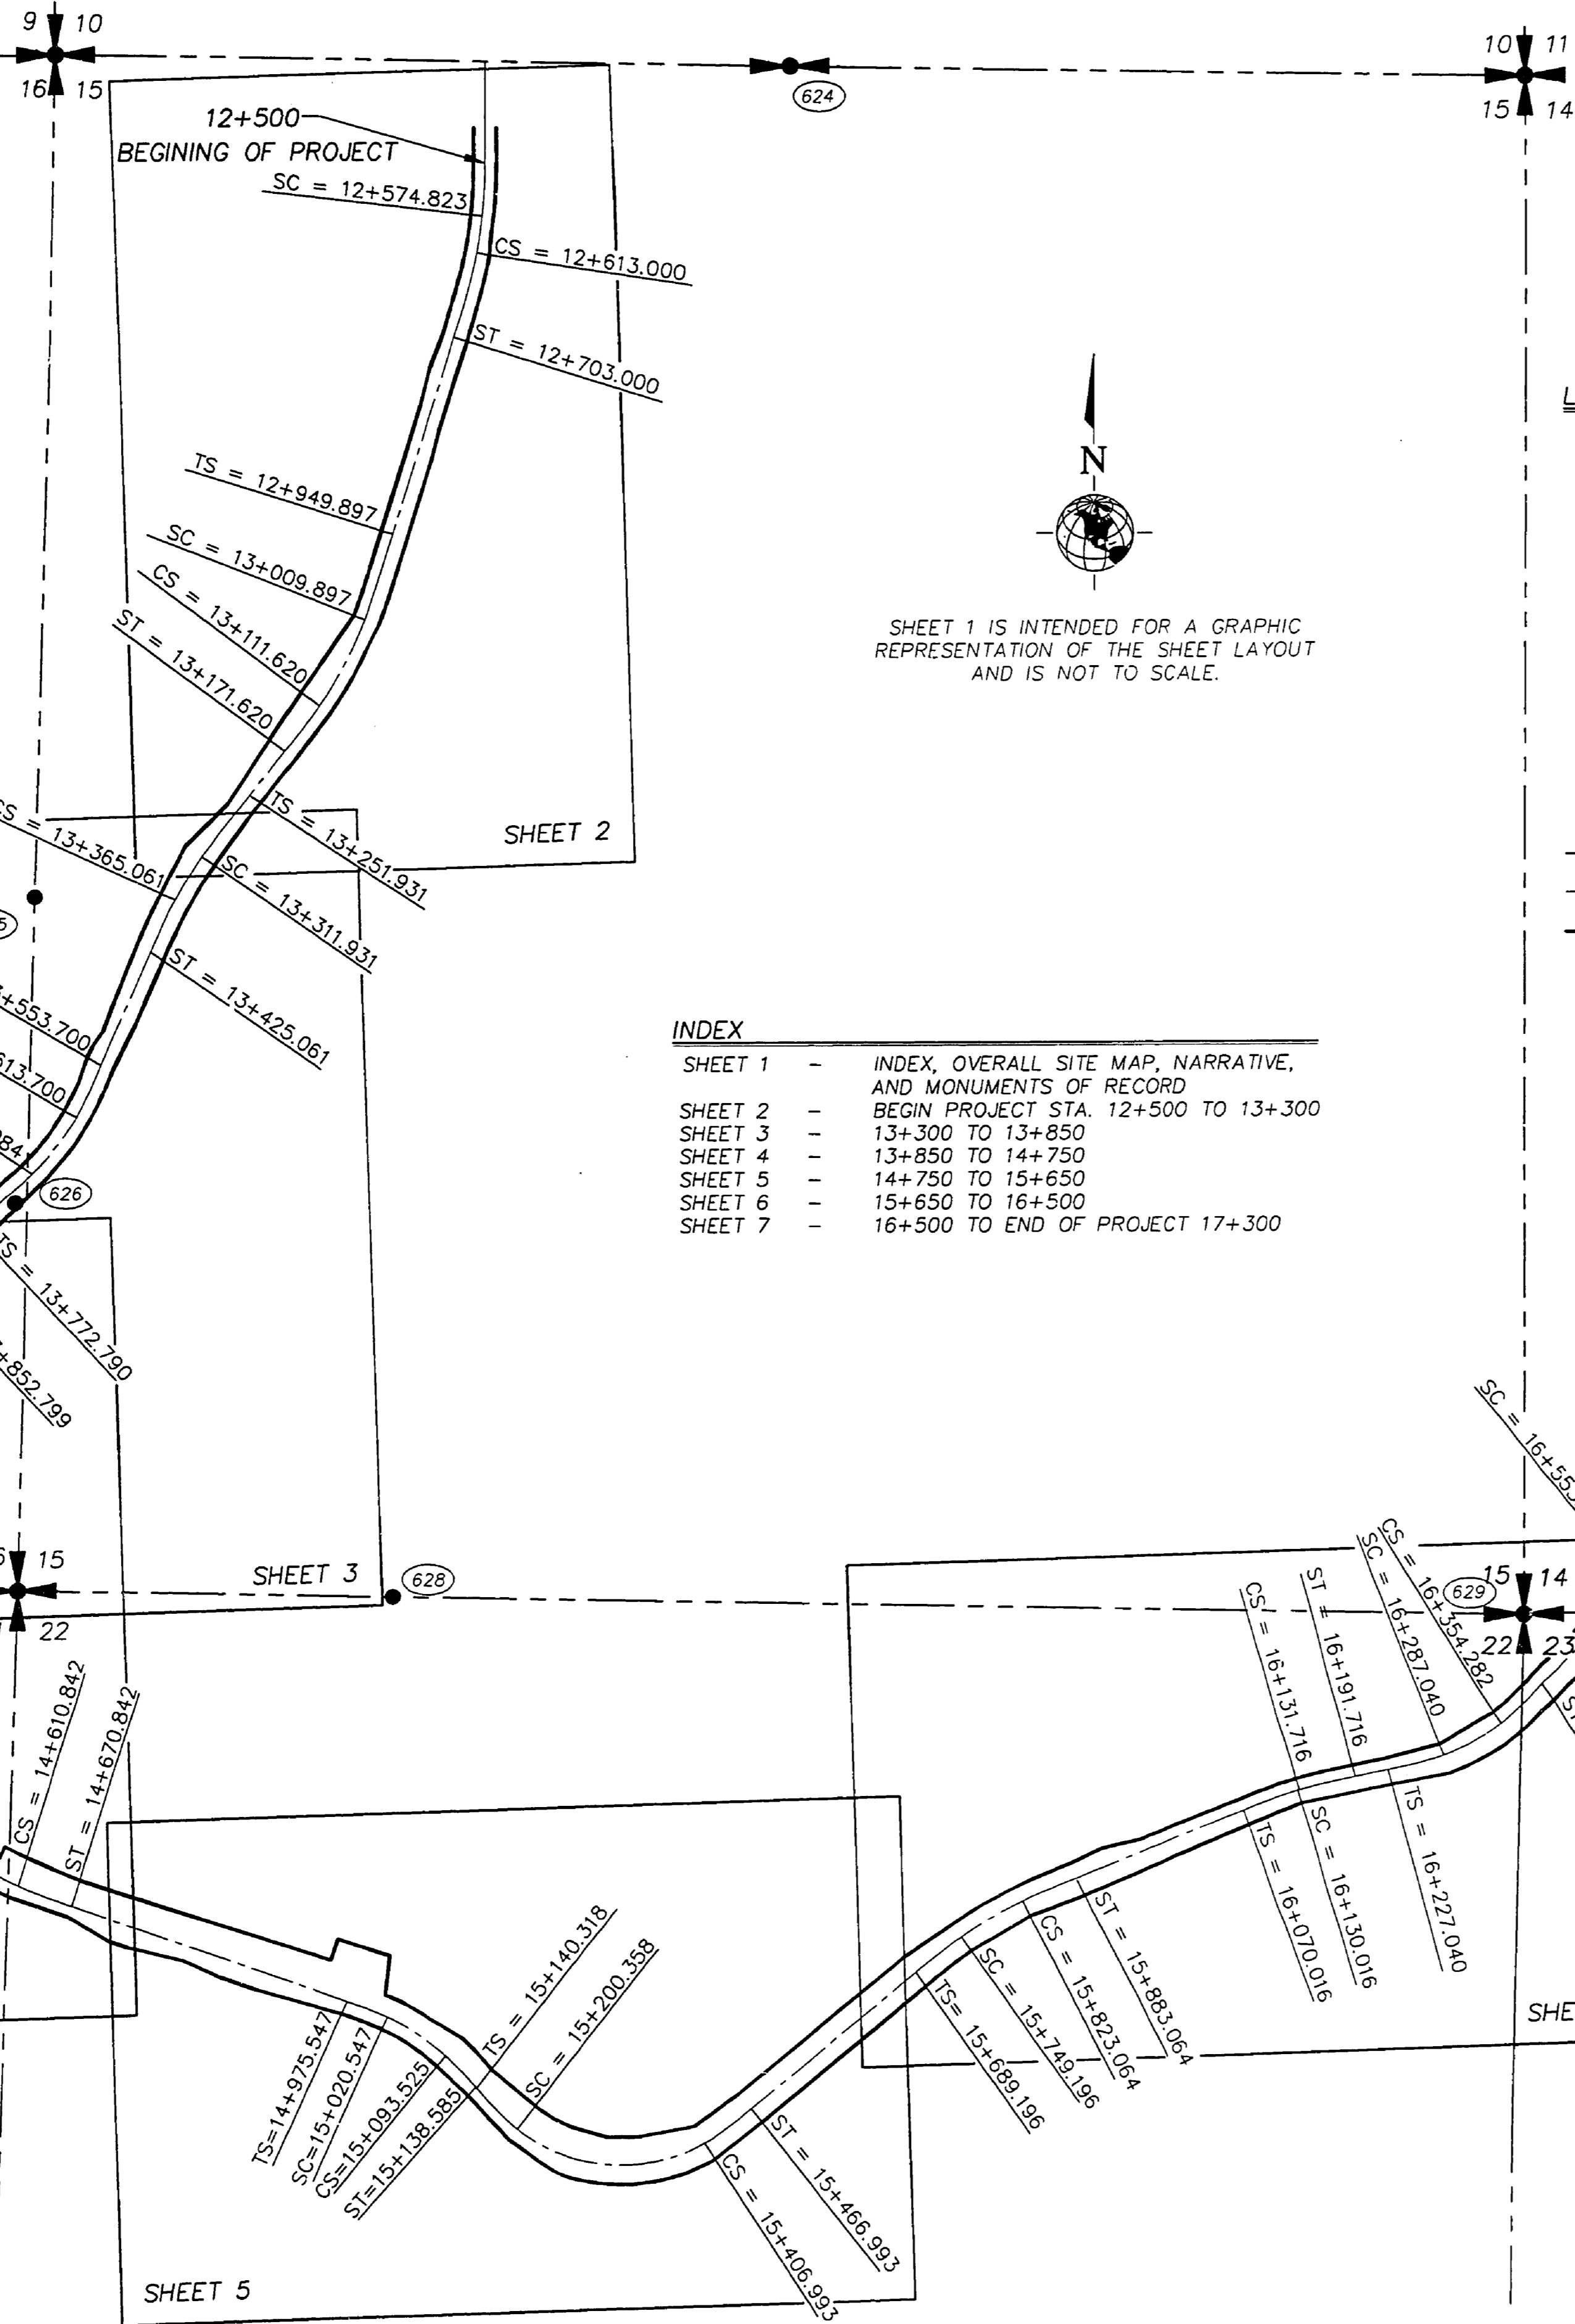 9 10
16 15
10 11
15 14
624
12+500
BEGINING OF PROJECT
SC = 12+574.823
CS = 12+613.000
ST = 12+703.000
TS = 12+949.897
SC = 13+009.897
CS = 13+111.620
ST = 13+171.620
N
SHEET 1 IS INTENDED FOR A GRAPHIC
REPRESENTATION OF THE SHEET LAYOUT
AND IS NOT TO SCALE.
SHEET 2
TS = 13+251.931
CS = 13+365.061
SC = 13+311.931
ST = 13+425.061
+553.700
613.700
626
TS = 13+772.790
+852.799
INDEX
SHEET 1 - INDEX, OVERALL SITE MAP, NARRATIVE,
AND MONUMENTS OF RECORD
SHEET 2 - BEGIN PROJECT STA. 12+500 TO 13+300
SHEET 3 - 13+300 TO 13+850
SHEET 4 - 13+850 TO 14+750
SHEET 5 - 14+750 TO 15+650
SHEET 6 - 15+650 TO 16+500
SHEET 7 - 16+500 TO END OF PROJECT 17+300
15
22
SHEET 3
628
629
15 14
22 23
SC = 16+553
CS = 16+354.282
SC = 16+287.040
ST = 16+191.716
CS = 16+131.716
CS = 14+610.842
ST = 14+670.842
TS = 16+227.040
SC = 16+130.016
TS = 16+070.016
ST = 15+883.064
CS = 15+823.064
SC = 15+749.196
TS= 15+689.196
SHE
TS = 15+140.318
SC = 15+200.358
TS=14+975.547
SC=15+020.547
CS=15+093.525
ST=15+138.585
ST = 15+466.993
CS = 15+406.993
SHEET 5